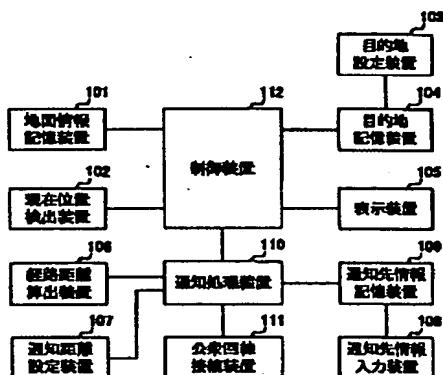 103
目的地
設定装置
101
112
104
地図情報
記憶装置
制御装置
目的地
記憶装置
102
105
現在位置
検出装置
表示装置
106
110
109
経路距離
算出装置
通知処理装置
通知先情報
記憶装置
107
111
108
通知距離
設定装置
公衆回線
接続装置
通知先情報
入力装置